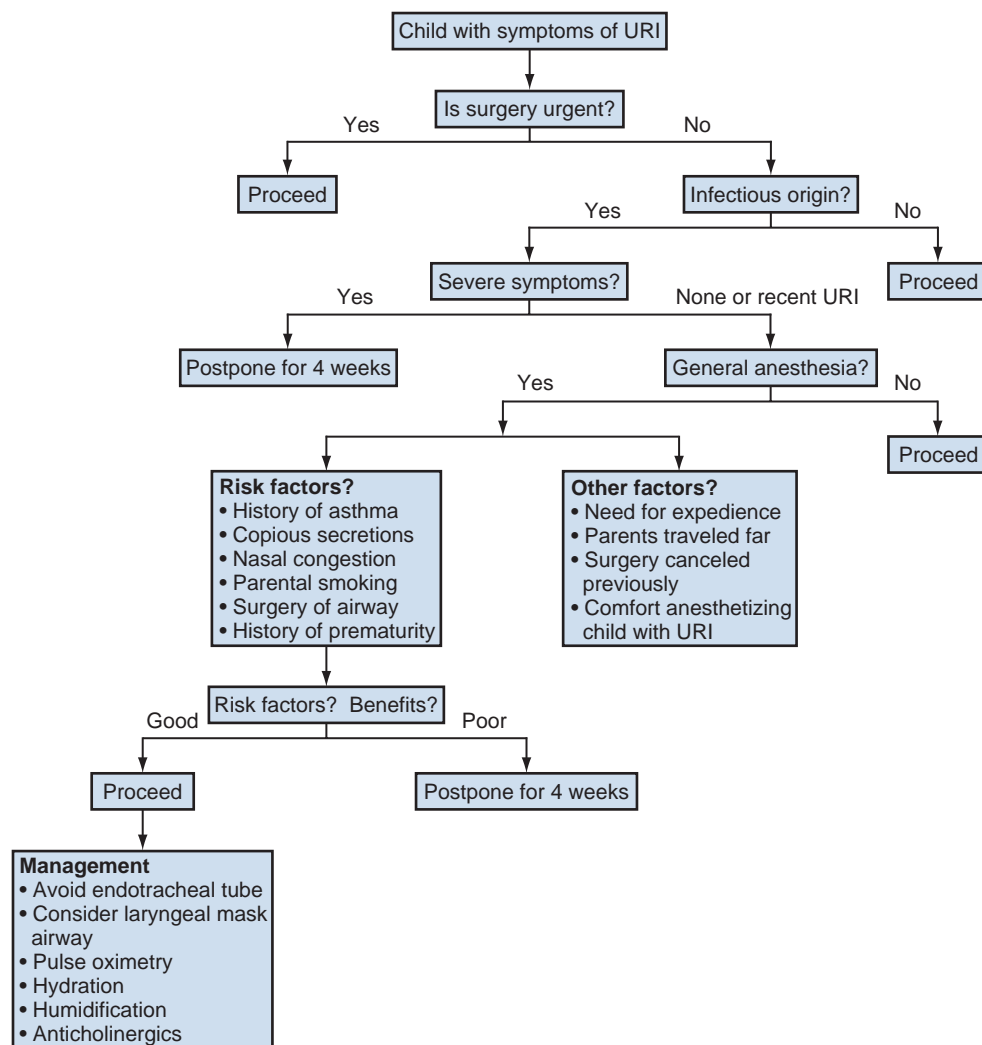 Child with symptoms of URI
Is surgery urgent?
Yes
No
Proceed
Infectious origin?
Yes
No
Severe symptoms?
Proceed
Yes
None or recent URI
Postpone for 4 weeks
General anesthesia?
Yes
No
Proceed
Risk factors?
• History of asthma
• Copious secretions
• Nasal congestion
• Parental smoking
• Surgery of airway
• History of prematurity
Other factors?
• Need for expedience
• Parents traveled far
• Surgery canceled
previously
• Comfort anesthetizing
child with URI
Risk factors? Benefits?
Good
Poor
Proceed
Postpone for 4 weeks
Management
• Avoid endotracheal tube
• Consider laryngeal mask
airway
• Pulse oximetry
• Hydration
• Humidification
• Anticholinergics